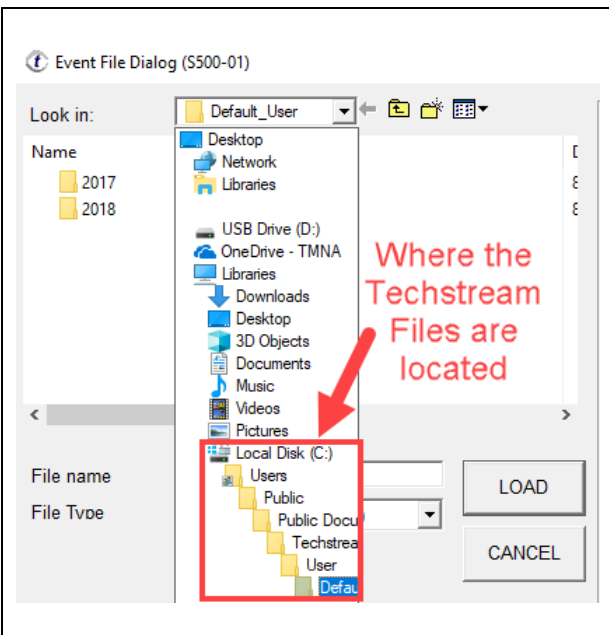 Event File Dialog (S500-01)
Look in:
Default_User
Name
2017
2018
Desktop
Network
Libraries
USB Drive (D:)
OneDrive - TMNA
Libraries
Downloads
Desktop
3D Objects
Documents
Music
Videos
Pictures
Local Disk (C:)
Users
Public
Public Docu
Techstrea
User
Defau
Where the
Techstream
Files are
located
File name
File Type
LOAD
CANCEL